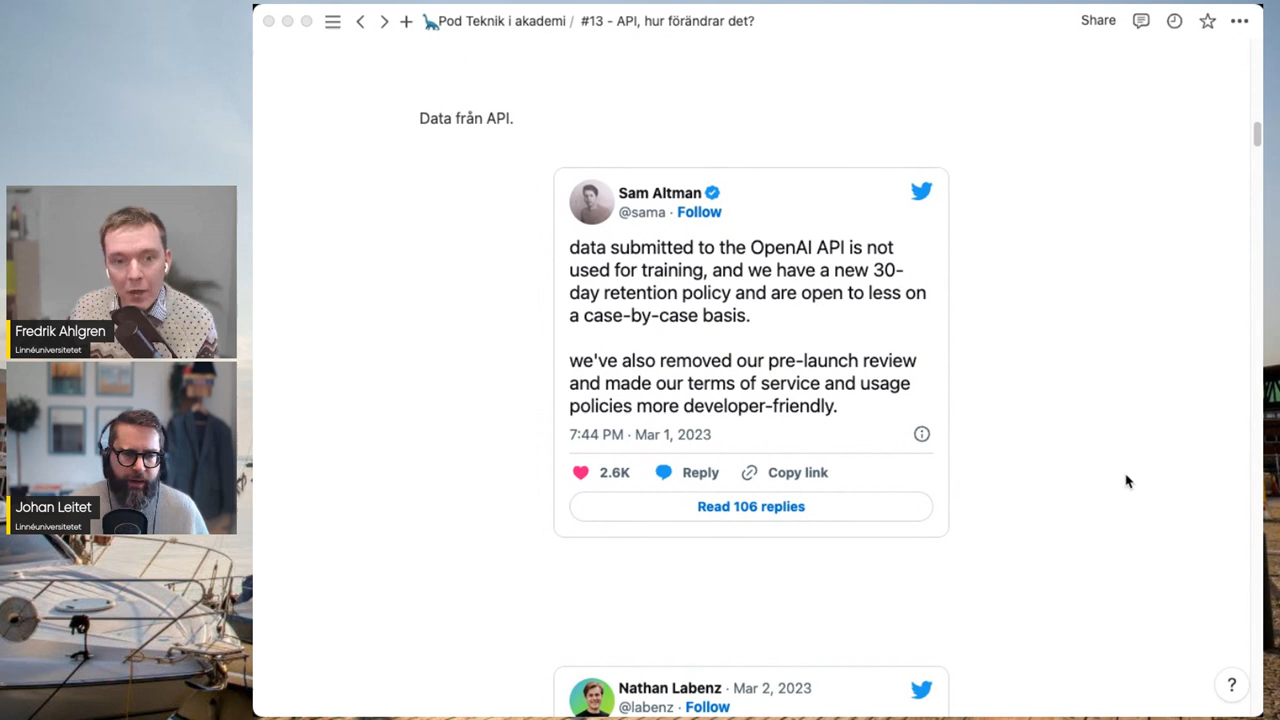 Pod Teknik i akademi / #13 - API, hur förändrar det?
Share
Data från API.
Sam Altman
@sama · Follow
data submitted to the OpenAI API is not
used for training, and we have a new 30-
day retention policy and are open to less on
a case-by-case basis.
we've also removed our pre-launch review
and made our terms of service and usage
policies more developer-friendly.
7:44 PM · Mar 1, 2023
2.6K Reply Copy link
Read 106 replies
Nathan Labenz · Mar 2, 2023
@labenz · Follow
?
Fredrik Ahlgren
Linnéuniversitetet
Johan Leitet
Linnéuniversitetet